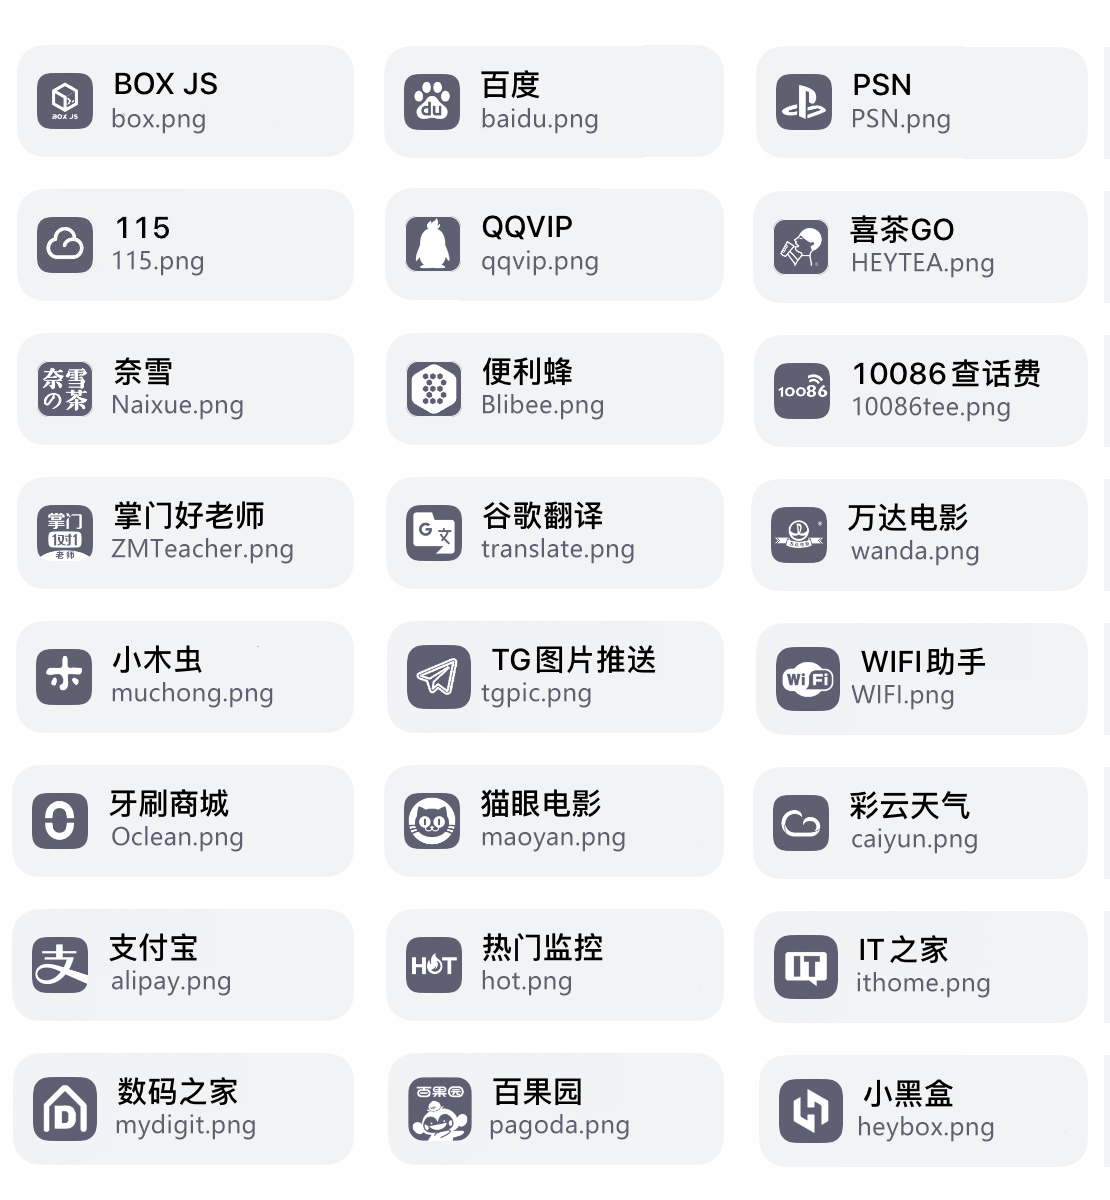 BOX JS
BOX JS
box.png
du
百度
baidu.png
PSN
PSN.png
115
115.png
QQVIP
qqvip.png
喜茶GO
HEYTEA.png
奈雪
の茶
奈雪
Naixue.png
便利蜂
Blibee.png
10086
10086查话费
10086tee.png
掌门
1对1
老师
掌门好老师
ZMTeacher.png
G 文
谷歌翻译
translate.png
万达电影
万达电影
wanda.png
小木虫
muchong.png
TG图片推送
tgpic.png
WiFi
WIFI助手
WIFI.png
牙刷商城
Oclean.png
猫眼电影
maoyan.png
彩云天气
caiyun.png
支
支付宝
alipay.png
HOT
热门监控
hot.png
IT
IT之家
ithome.png
D
数码之家
mydigit.png
百果园
百果园
pagoda.png
小黑盒
heybox.png